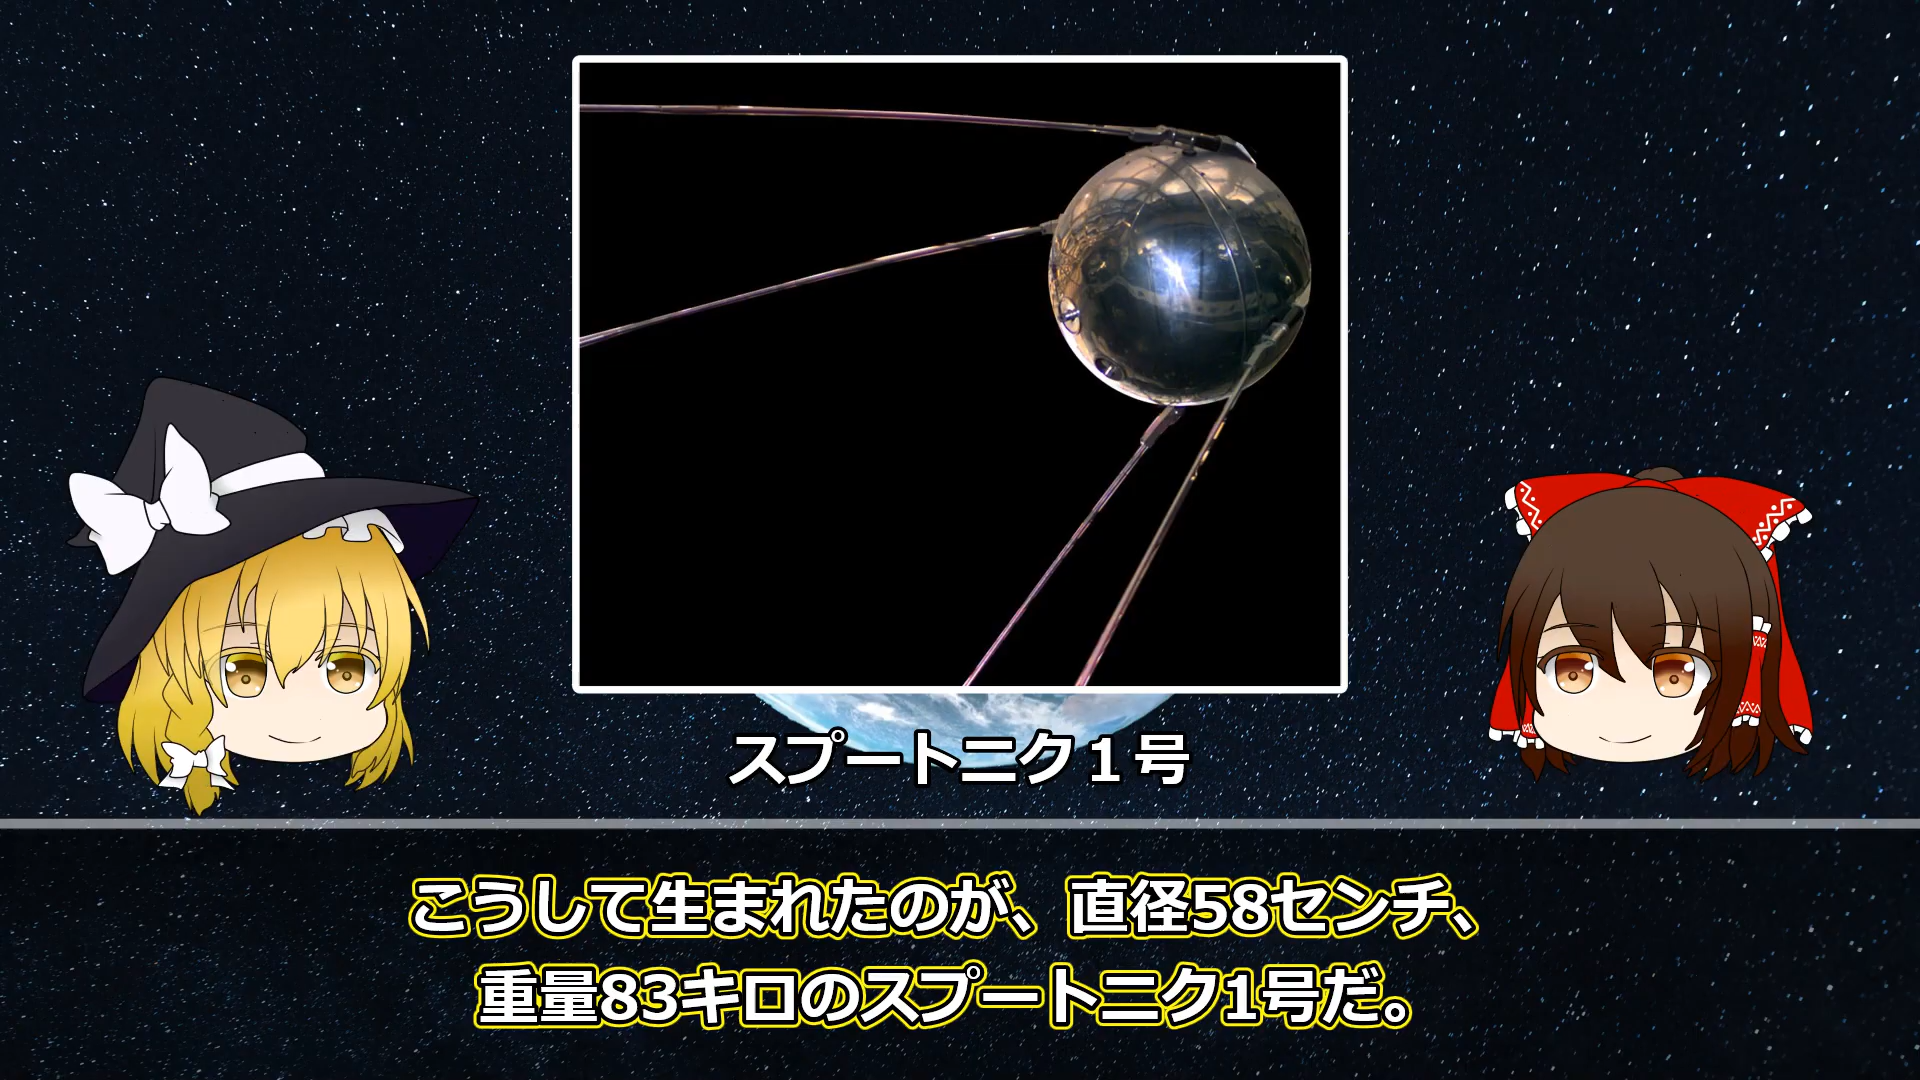 スプートニク１号
こうして生まれたのが、直径58センチ、
重量83キロのスプートニク1号だ。